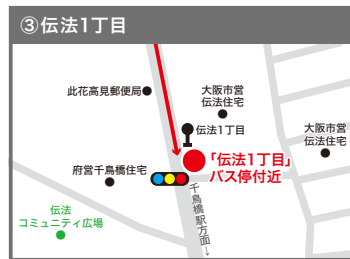 ③伝法1丁目
此花高見郵便局
大阪市営
伝法住宅
伝法1丁目
大阪市営
伝法住宅
「伝法1丁目」
バス停付近
府営千鳥橋住宅
千鳥橋駅方面→
伝法
コミュニティ広場